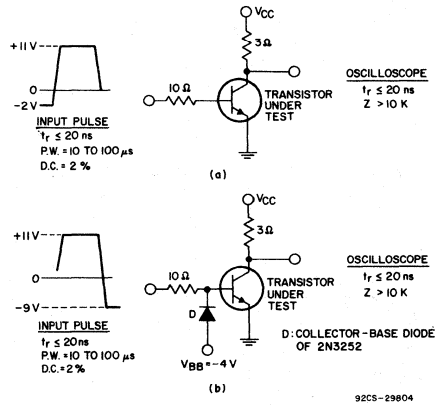 VCC
+11V
3Ω
OSCILLOSCOPE
tr ≤ 20 ns
Z > 10 K
10Ω
TRANSISTOR
UNDER
TEST
0
-2V
INPUT PULSE
tr ≤ 20 ns
P.W. = 10 TO 100 μs
D.C. = 2 %
(a)
VCC
+11V
3Ω
OSCILLOSCOPE
tr ≤ 20 ns
Z > 10 K
10Ω
TRANSISTOR
UNDER
TEST
0
D
-9V
INPUT PULSE
tr ≤ 20 ns
P.W. = 10 TO 100 μs
D.C. = 2 %
VBB = -4V
D: COLLECTOR-BASE DIODE
OF 2N3252
(b)
92CS-29804